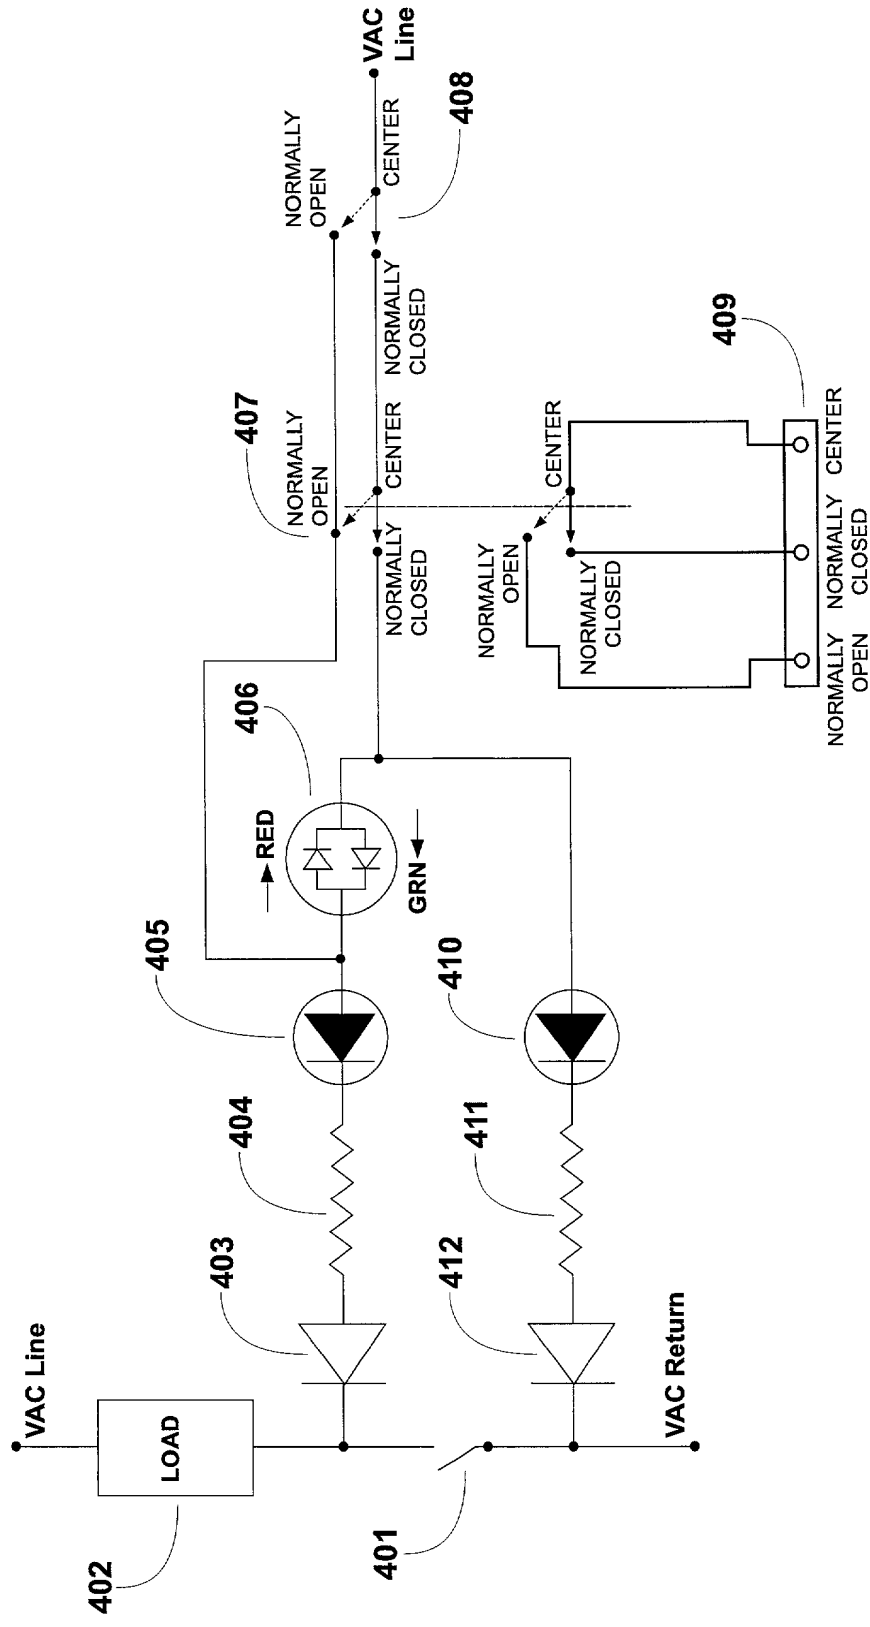 VAC Line
LOAD
402
401
403
404
405
406
RED
GRN
412
411
410
VAC Return
407
NORMALLY
OPEN
CENTER
NORMALLY
CLOSED
NORMALLY
OPEN
CENTER
NORMALLY
CLOSED
408
VAC
Line
NORMALLY
OPEN
CENTER
NORMALLY
CLOSED
409
NORMALLY
OPEN
NORMALLY
CLOSED
CENTER